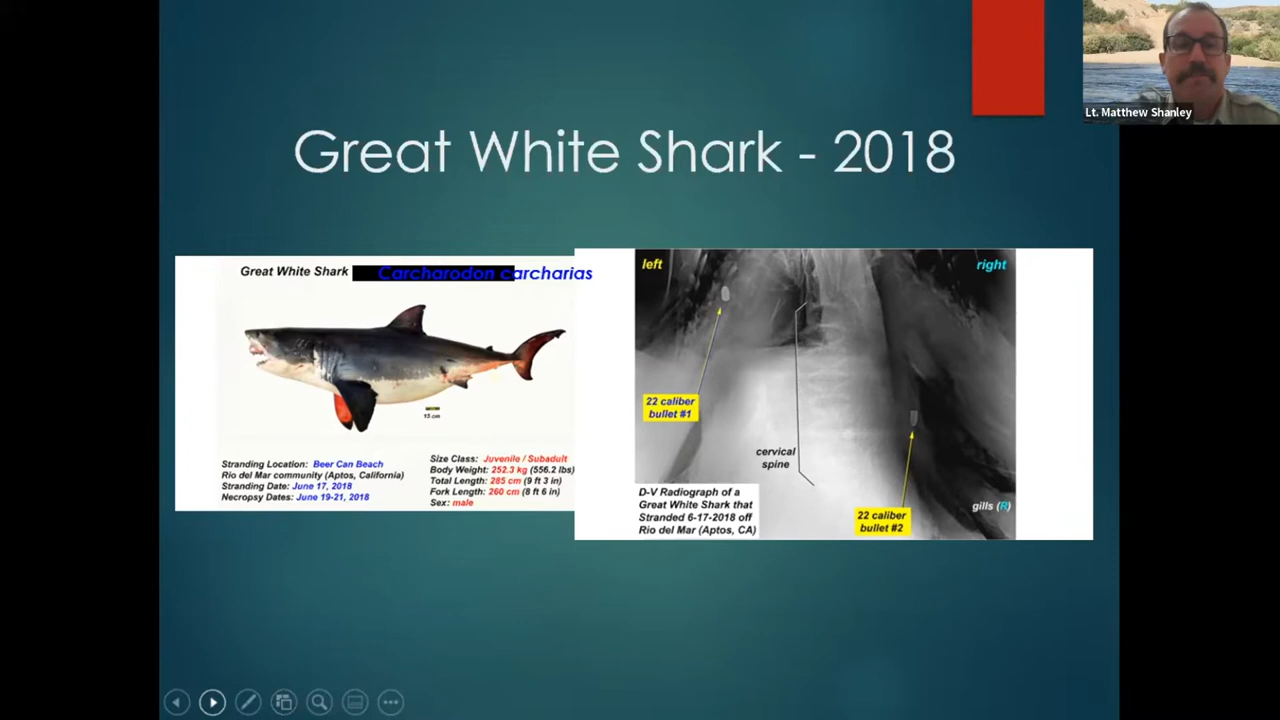 Lt. Matthew Shanley
Great White Shark - 2018
Great White Shark Carcharodon carcharias
15 cm
Stranding Location: Beer Can Beach
Rio del Mar community (Aptos, California)
Stranding Date: June 17, 2018
Necropsy Dates: June 19-21, 2018
Size Class: Juvenile / Subadult
Body Weight: 252.3 kg (556.2 lbs)
Total Length: 285 cm (9 ft 3 in)
Fork Length: 260 cm (8 ft 6 in)
Sex: male
left
right
22 caliber
bullet #1
cervical
spine
D-V Radiograph of a
Great White Shark that
Stranded 6-17-2018 off
Rio del Mar (Aptos, CA)
22 caliber
bullet #2
gills (R)